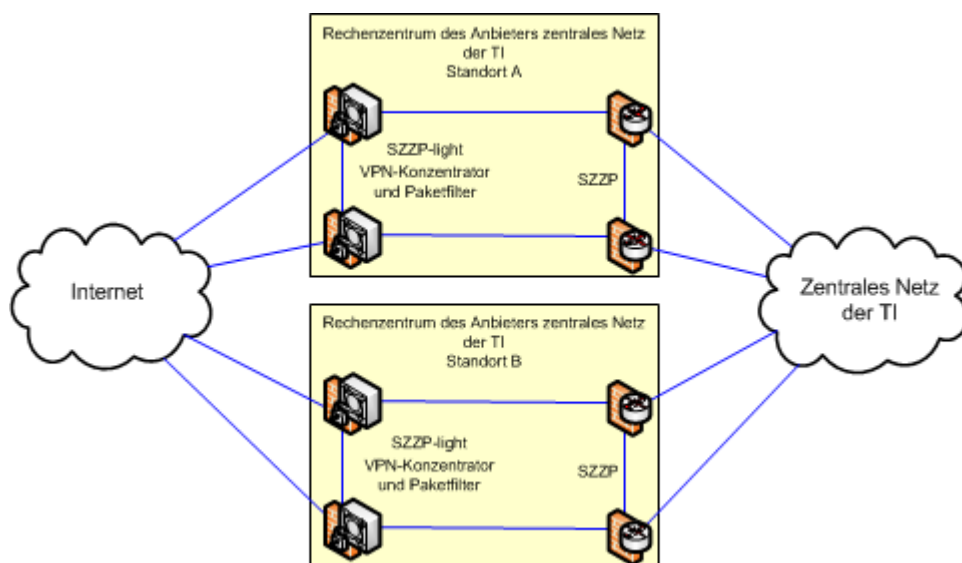 Rechenzentrum des Anbieters zentrales Netz
der TI
Standort A
SZZP-light
VPN-Konzentrator
und Paketfilter
SZZP
Internet
Zentrales Netz
der TI
Rechenzentrum des Anbieters zentrales Netz
der TI
Standort B
SZZP-light
VPN-Konzentrator
und Paketfilter
SZZP